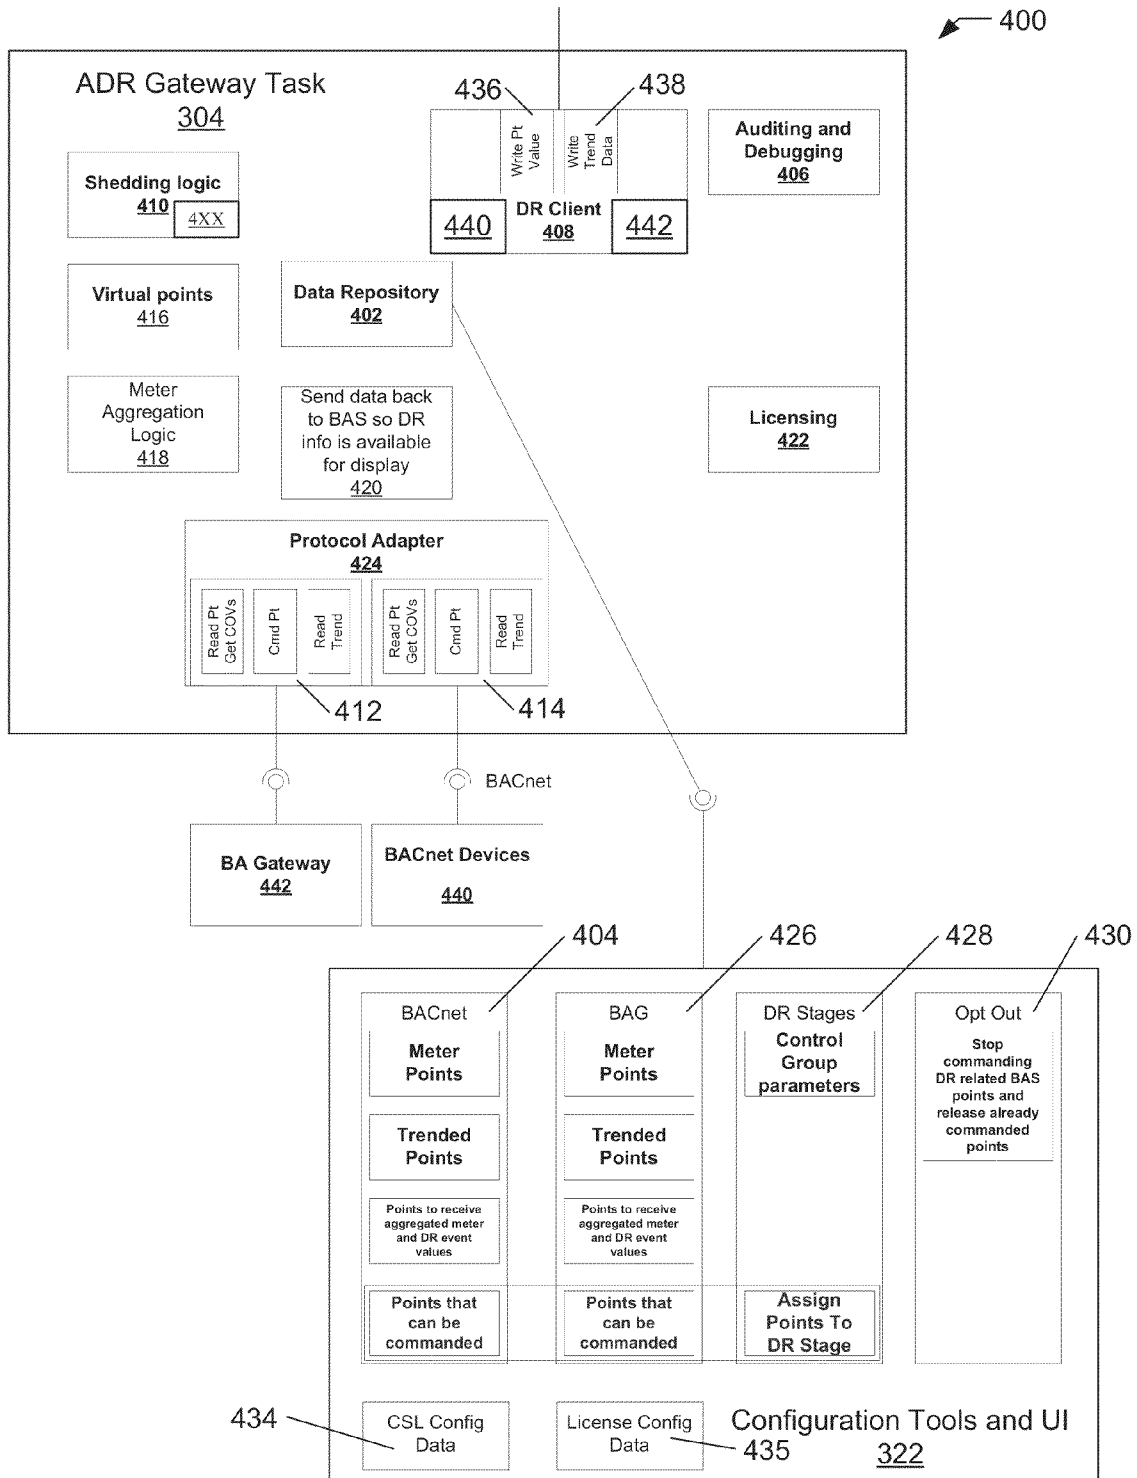 400
ADR Gateway Task
304
436
438
Write Pt
Value
Write
Trend
Data
DR Client
408
440
442
Auditing and
Debugging
406
Shedding logic
410
4XX
Virtual points
416
Data Repository
402
Meter
Aggregation
Logic
418
Send data back
to BAS so DR
info is available
for display
420
Licensing
422
Protocol Adapter
424
Read Pt
Get COVs
Cmd Pt
Read
Trend
Read Pt
Get COVs
Cmd Pt
Read
Trend
412
414
BACnet
BA Gateway
442
BACnet Devices
440
404
426
428
430
BACnet
Meter
Points
Trended
Points
Points to receive
aggregated meter
and DR event
values
Points that
can be
commanded
BAG
Meter
Points
Trended
Points
Points to receive
aggregated meter
and DR event
values
Points that
can be
commanded
DR Stages
Control
Group
parameters
Assign
Points To
DR Stage
Opt Out
Stop
commanding
DR related BAS
points and
release already
commanded
points
434
CSL Config
Data
License Config
Data
435
Configuration Tools and UI
322